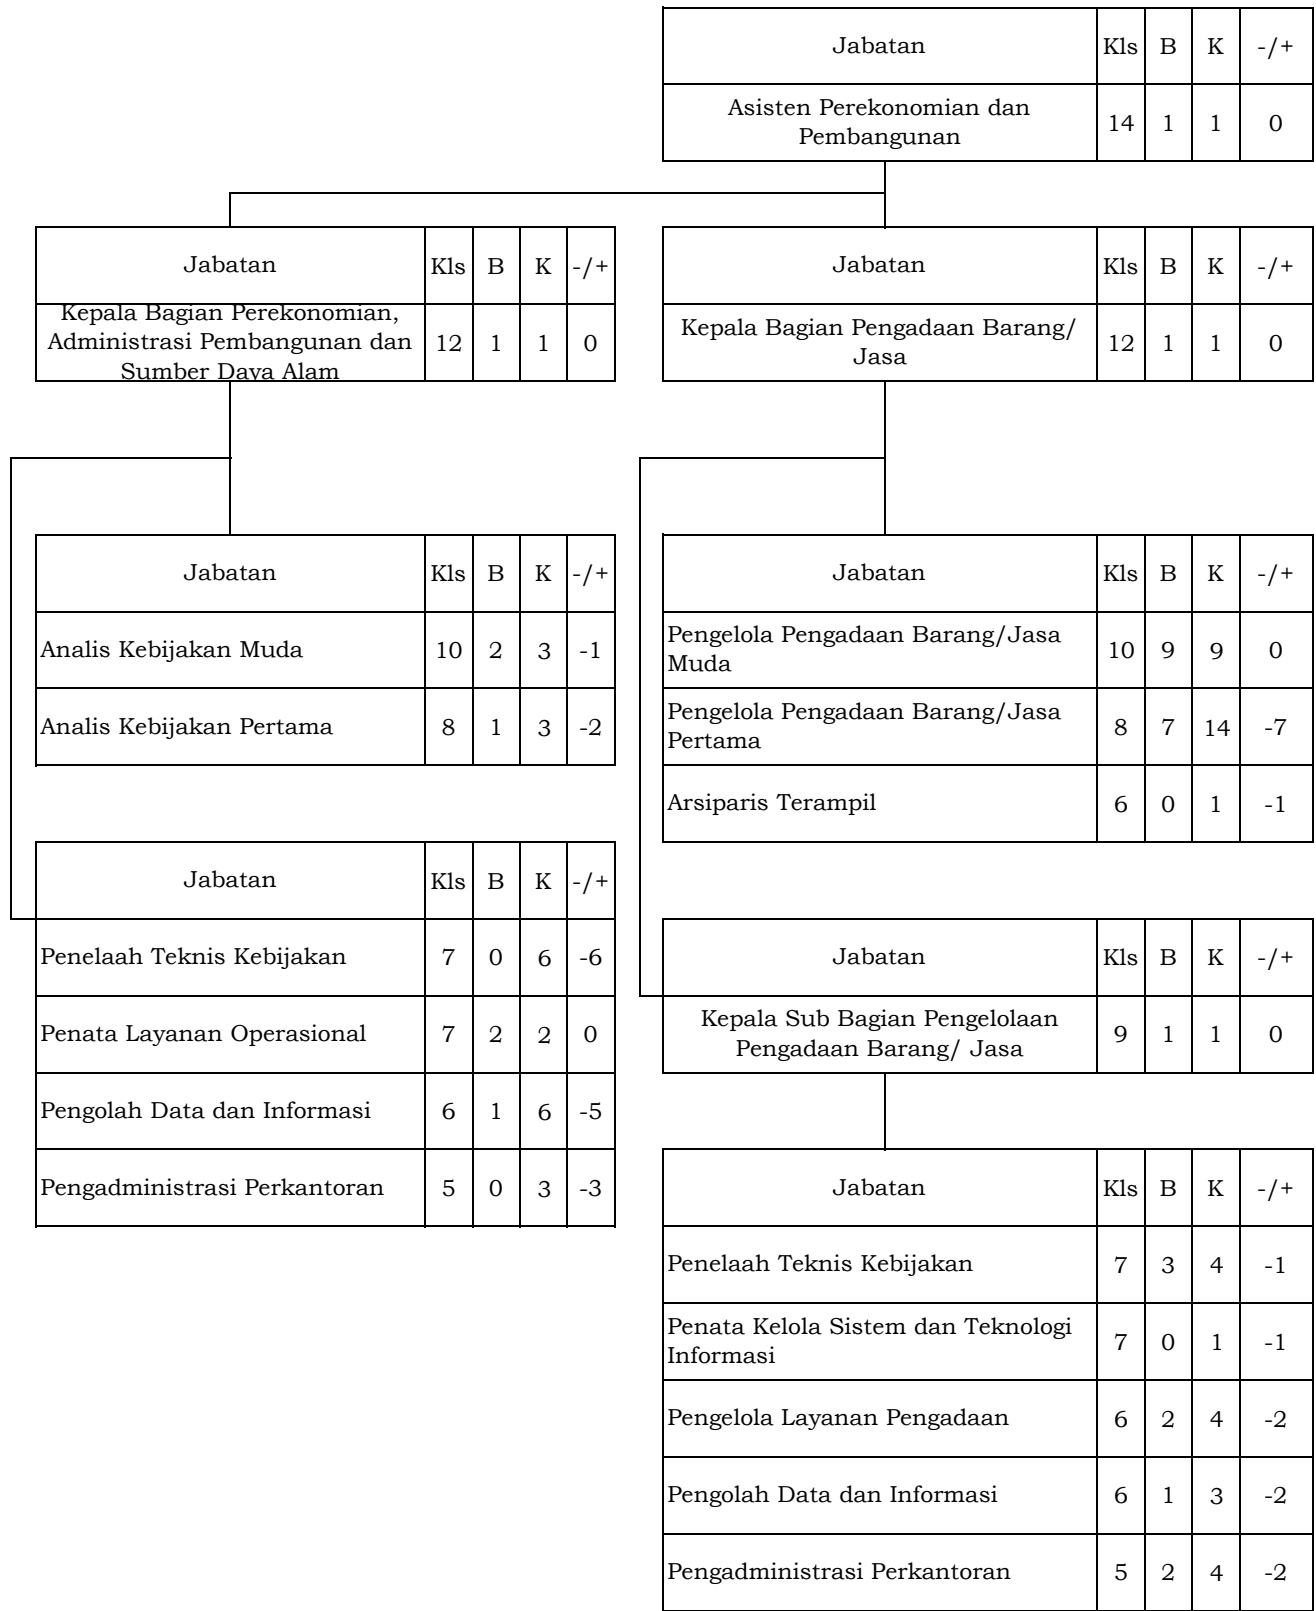 Jabatan Kls B K -/+
Asisten Perekonomian dan
Pembangunan 14 1 1 0
Jabatan Kls B K -/+
Kepala Bagian Perekonomian,
Administrasi Pembangunan dan 12 1 1 0
Sumber Daya Alam
Jabatan Kls B K -/+
Kepala Bagian Pengadaan Barang/
Jasa 12 1 1 0
Jabatan Kls B K -/+
Analis Kebijakan Muda 10 2 3 -1
Analis Kebijakan Pertama 8 1 3 -2
Jabatan Kls B K -/+
Penelaah Teknis Kebijakan 7 0 6 -6
Penata Layanan Operasional 7 2 2 0
Pengolah Data dan Informasi 6 1 6 -5
Pengadministrasi Perkantoran 5 0 3 -3
Jabatan Kls B K -/+
Pengelola Pengadaan Barang/Jasa
Muda 10 9 9 0
Pengelola Pengadaan Barang/Jasa
Pertama 8 7 14 -7
Arsiparis Terampil 6 0 1 -1
Jabatan Kls B K -/+
Kepala Sub Bagian Pengelolaan
Pengadaan Barang/ Jasa 9 1 1 0
Jabatan Kls B K -/+
Penelaah Teknis Kebijakan 7 3 4 -1
Penata Kelola Sistem dan Teknologi
Informasi 7 0 1 -1
Pengelola Layanan Pengadaan 6 2 4 -2
Pengolah Data dan Informasi 6 1 3 -2
Pengadministrasi Perkantoran 5 2 4 -2